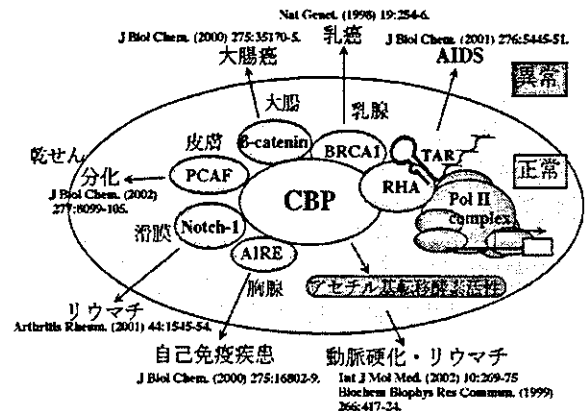 Nat Genet. (1998) 19:254-6.
J Biol Chem. (2000) 275:35170-5.
乳癌
J Biol Chem. (2001) 276:5445-51.
大腸癌
AIDS
異常
大腸
乳腺
乾せん
皮膚
β-catenin
BRCA1
TAR
正常
分化
PCAF
RHA
Pol II
complex
J Biol Chem. (2002)
277:8099-105.
CBP
滑膜
Notch-1
AIRE
胸腺
アセチル基転移酵素活性
リウマチ
Arthritis Rheum. (2001) 44:1545-54.
自己免疫疾患
動脈硬化・リウマチ
J Biol Chem. (2000) 275:16802-9.
Int J Mol Med. (2002) 10:269-75
Biochem Biophys Res Commun. (1999)
266:417-24.